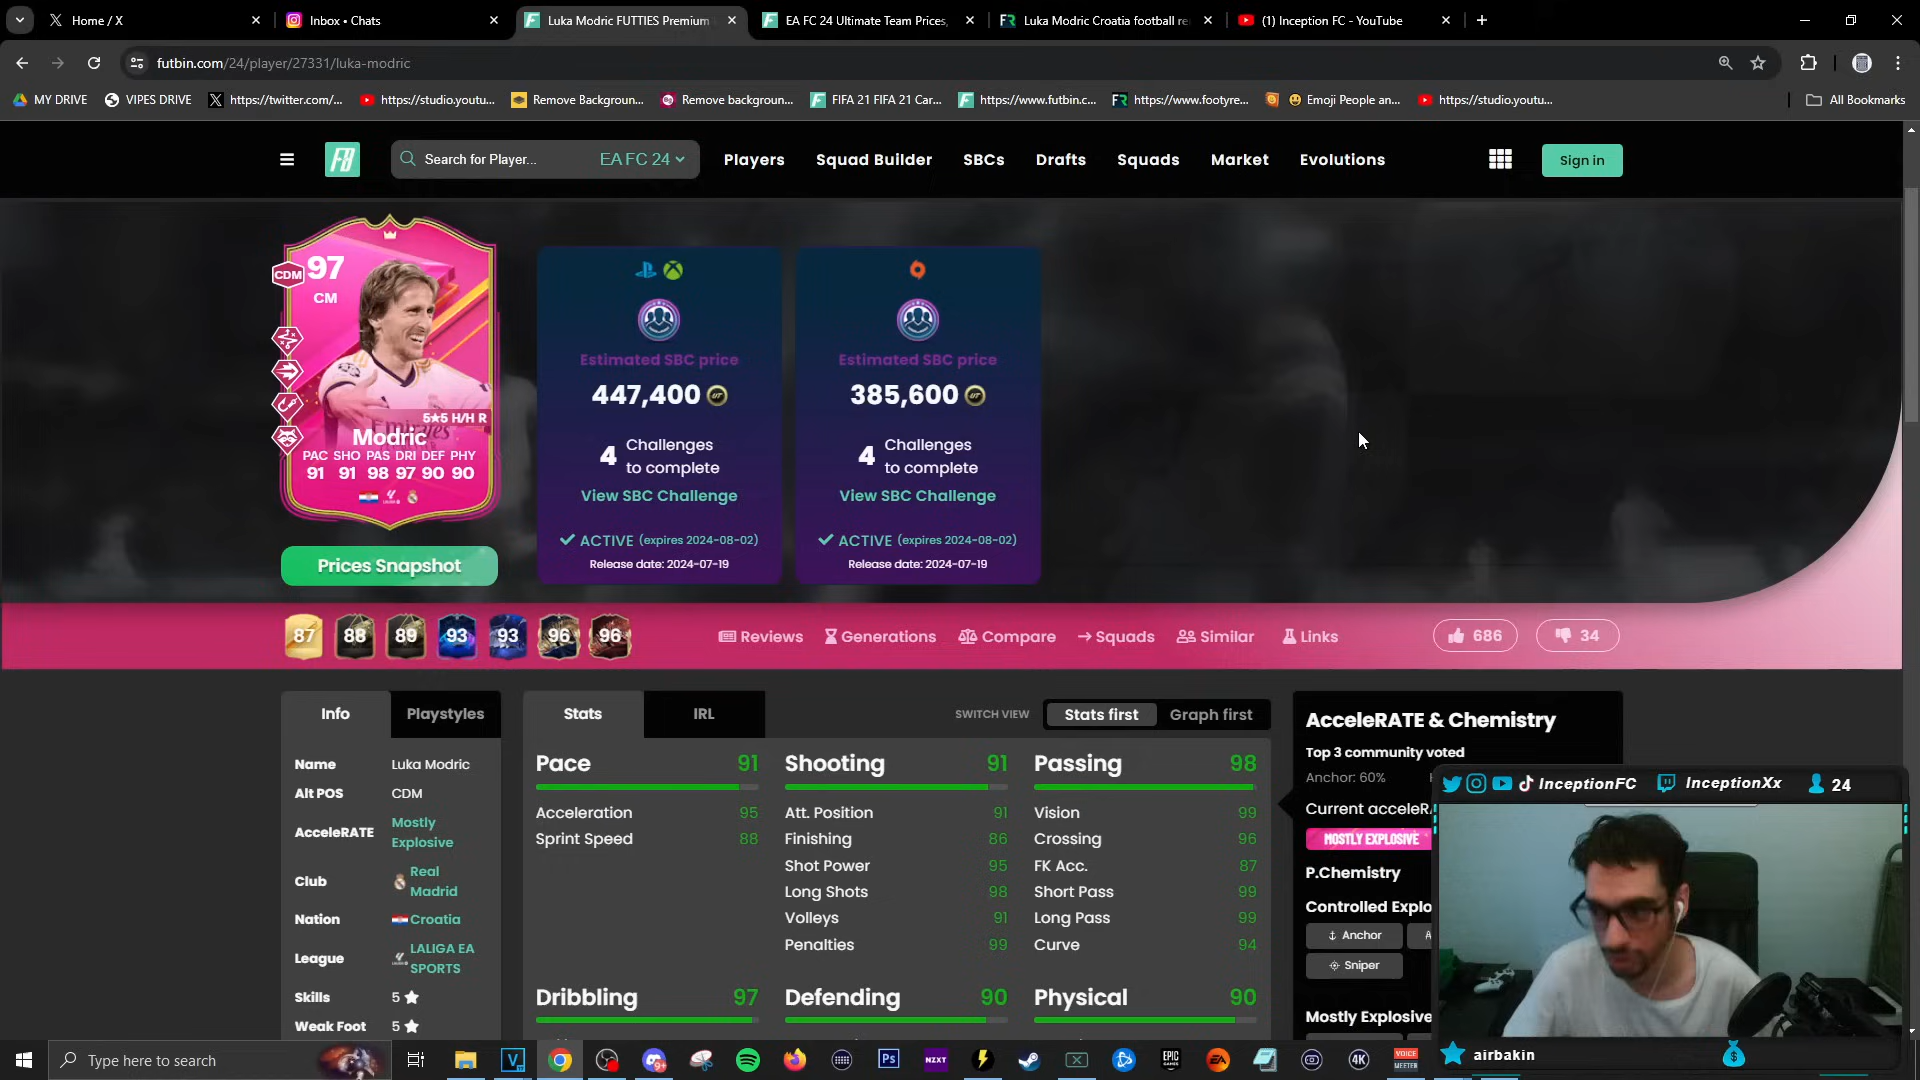 Home / X
Inbox • Chats
Luka Modric FUTTIES Premium
EA FC 24 Ultimate Team Prices,
Luka Modric Croatia football re
(1) Inception FC - YouTube
futbin.com/24/player/27331/luka-modric
MY DRIVE
VIPES DRIVE
https://twitter.com/...
https://studio.youtu...
Remove Backgroun...
Remove backgroun...
FIFA 21 FIFA 21 Car...
https://www.futbin.c...
https://www.footyre...
Emoji People an...
https://studio.youtu...
All Bookmarks
Search for Player...
EA FC 24
Players
Squad Builder
SBCs
Drafts
Squads
Market
Evolutions
Sign in
CDM
97
CM
5★5 H/H R
Modric
PAC SHO PAS DRI DEF PHY
91 91 98 97 90 90
Prices Snapshot
Estimated SBC price
447,400
4 Challenges to complete
View SBC Challenge
ACTIVE (expires 2024-08-02)
Release date: 2024-07-19
Estimated SBC price
385,600
4 Challenges to complete
View SBC Challenge
ACTIVE (expires 2024-08-02)
Release date: 2024-07-19
87 88 89 93 93 96 96
Reviews
Generations
Compare
Squads
Similar
Links
686
34
Info
Playstyles
Name Luka Modric
Alt POS CDM
AcceleRATE Mostly Explosive
Club Real Madrid
Nation Croatia
League LALIGA EA SPORTS
Skills 5 ★
Weak Foot 5 ★
Stats
IRL
SWITCH VIEW
Stats first
Graph first
Pace 91
Acceleration 95
Sprint Speed 88
Shooting 91
Att. Position 91
Finishing 86
Shot Power 95
Long Shots 98
Volleys 91
Penalties 99
Passing 98
Vision 99
Crossing 96
FK Acc. 87
Short Pass 99
Long Pass 99
Curve 94
Dribbling 97
Defending 90
Physical 90
AcceleRATE & Chemistry
Top 3 community voted
Anchor: 60%
Current acceleRA
MOSTLY EXPLOSIVE
P.Chemistry
Controlled Explo
Anchor
Sniper
Mostly Explosive
InceptionFC
InceptionXx
24
airbakin
Type here to search
Ps
NZXT
EPIC GAMES
EA
4K
VOICE MEETER